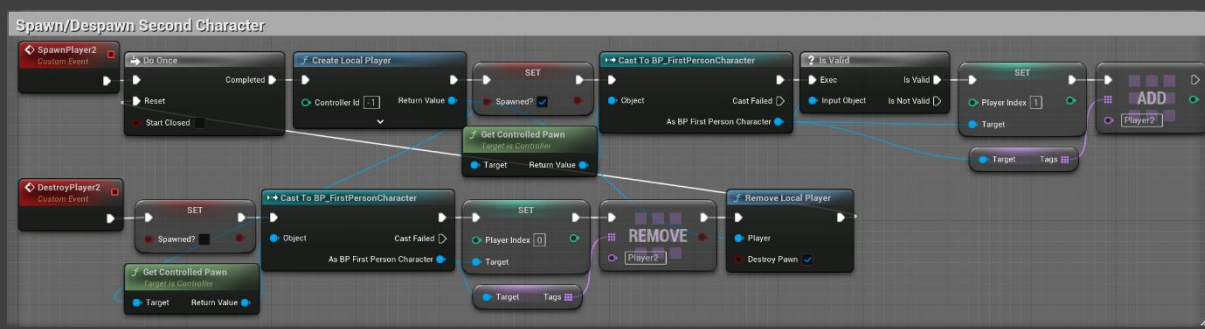 Spawn/Despawn Second Character
SpawnPlayer2
Custom Event
Do Once
Completed
Reset
Start Closed
Create Local Player
Controller Id -1
Return Value
SET
Spawned?
Get Controlled Pawn
Target is Controller
Target
Return Value
Cast To BP_FirstPersonCharacter
Object
Cast Failed
As BP First Person Character
Is Valid
Exec
Is Valid
Input Object
Is Not Valid
SET
Player Index 1
Target
Target
Tags
ADD
Player2
DestroyPlayer2
Custom Event
SET
Spawned?
Get Controlled Pawn
Target is Controller
Target
Return Value
Cast To BP_FirstPersonCharacter
Object
Cast Failed
As BP First Person Character
SET
Player Index 0
Target
Target
Tags
REMOVE
Player2
Remove Local Player
Player
Destroy Pawn